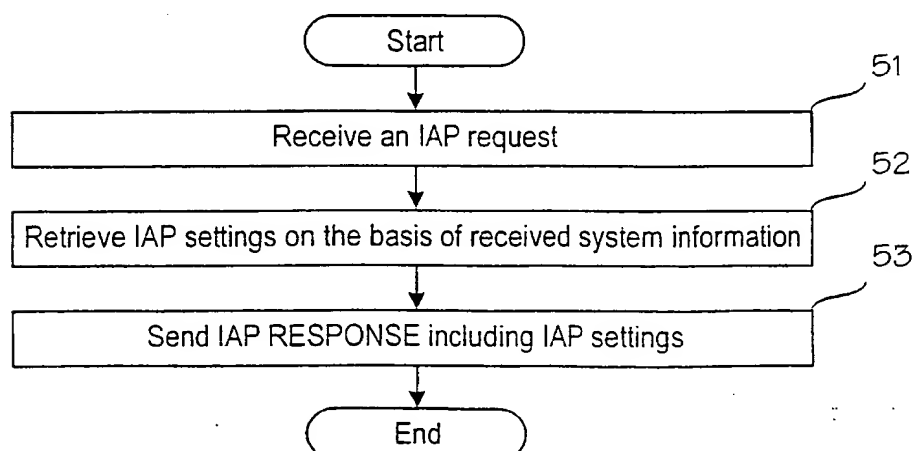 Start
51
Receive an IAP request
52
Retrieve IAP settings on the basis of received system information
53
Send IAP RESPONSE including IAP settings
End